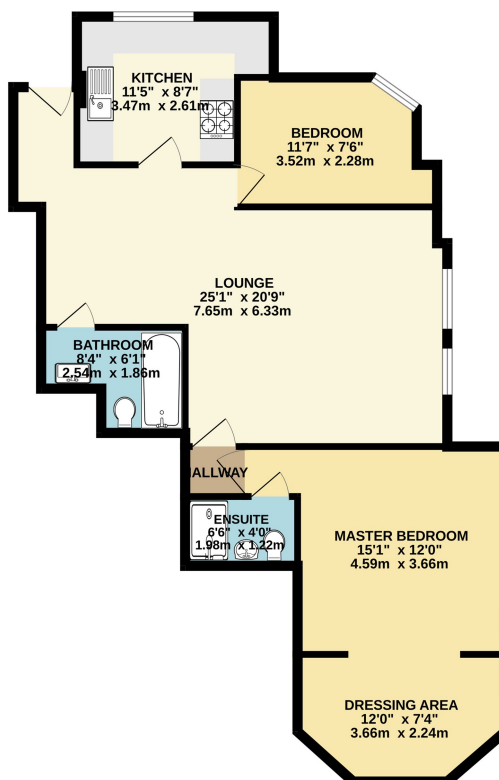 KITCHEN
11'5" x 8'7"
3.47m x 2.61m
BEDROOM
11'7" x 7'6"
3.52m x 2.28m
LOUNGE
25'1" x 20'9"
7.65m x 6.33m
BATHROOM
8'4" x 6'1"
2.54m x 1.86m
HALLWAY
ENSUITE
6'6" x 4'0"
1.98m x 1.22m
MASTER BEDROOM
15'1" x 12'0"
4.59m x 3.66m
DRESSING AREA
12'0" x 7'4"
3.66m x 2.24m